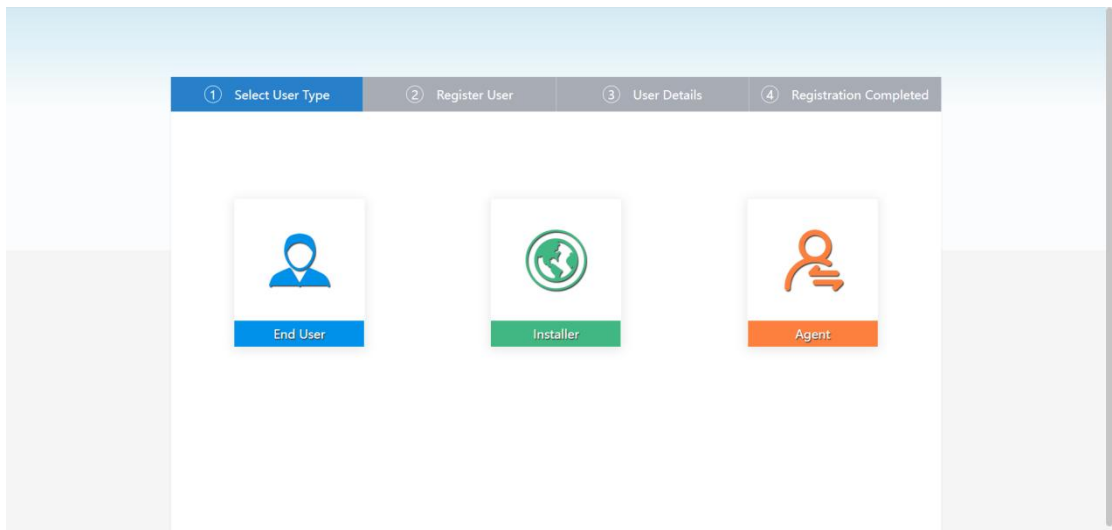 1 Select User Type
2 Register User
3 User Details
4 Registration Completed
End User
Installer
Agent